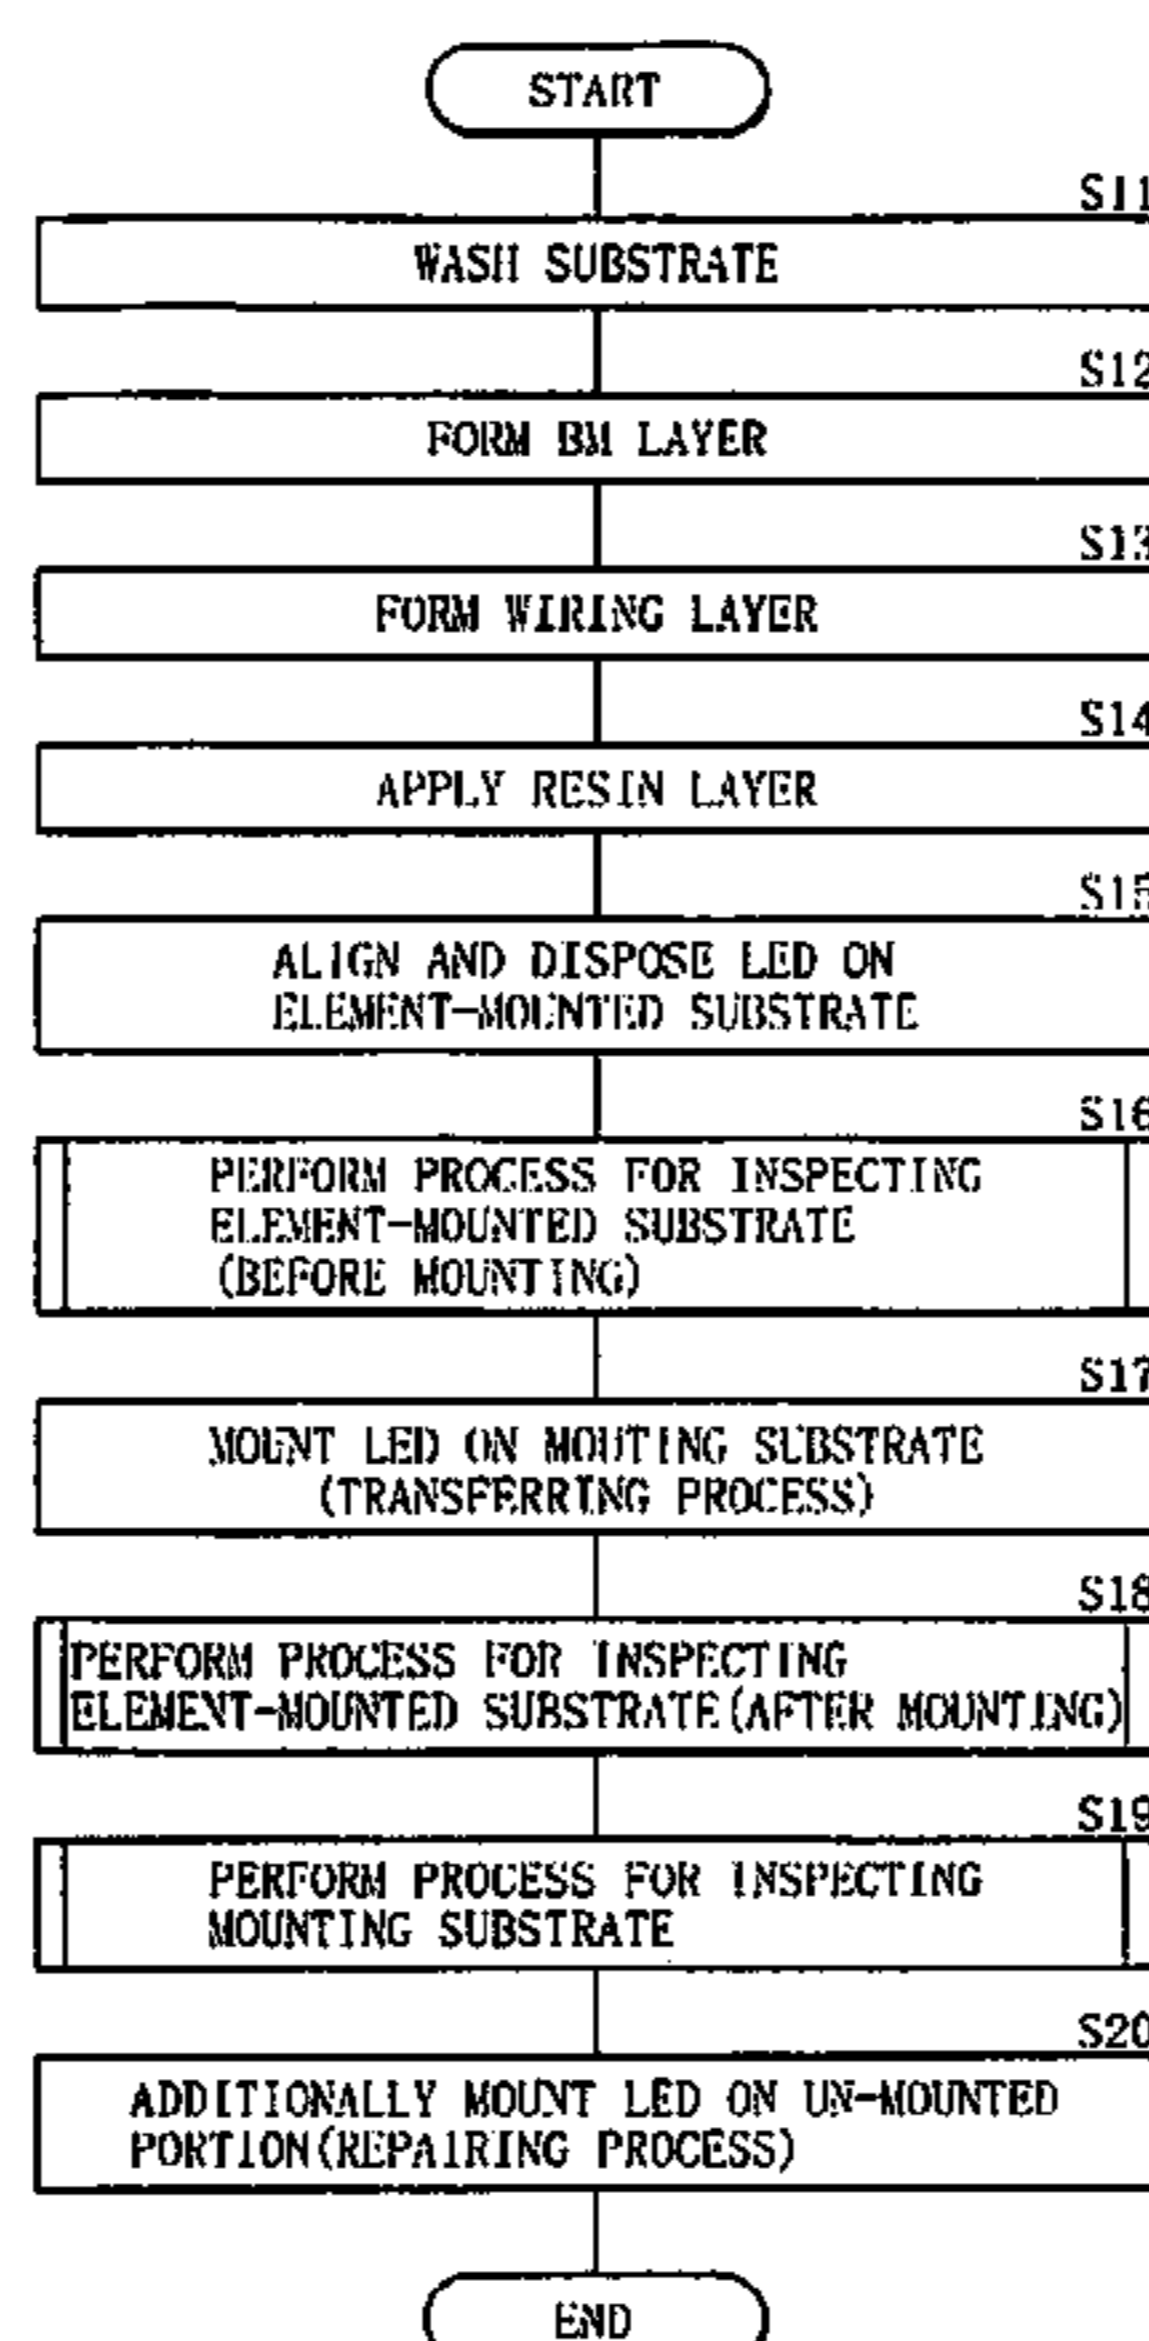 START
S11
WASH SUBSTRATE
S12
FORM BM LAYER
S13
FORM WIRING LAYER
S14
APPLY RESIN LAYER
S15
ALIGN AND DISPOSE LED ON
ELEMENT-MOUNTED SUBSTRATE
S16
PERFORM PROCESS FOR INSPECTING
ELEMENT-MOUNTED SUBSTRATE
(BEFORE MOUNTING)
S17
MOUNT LED ON MOUTING SUBSTRATE
(TRANSFERRING PROCESS)
S18
PERFORM PROCESS FOR INSPECTING
ELEMENT-MOUNTED SUBSTRATE(AFTER MOUNTING)
S19
PERFORM PROCESS FOR INSPECTING
MOUNTING SUBSTRATE
S20
ADDITIONALLY MOUNT LED ON UN-MOUNTED
PORTION(REPAIRING PROCESS)
END